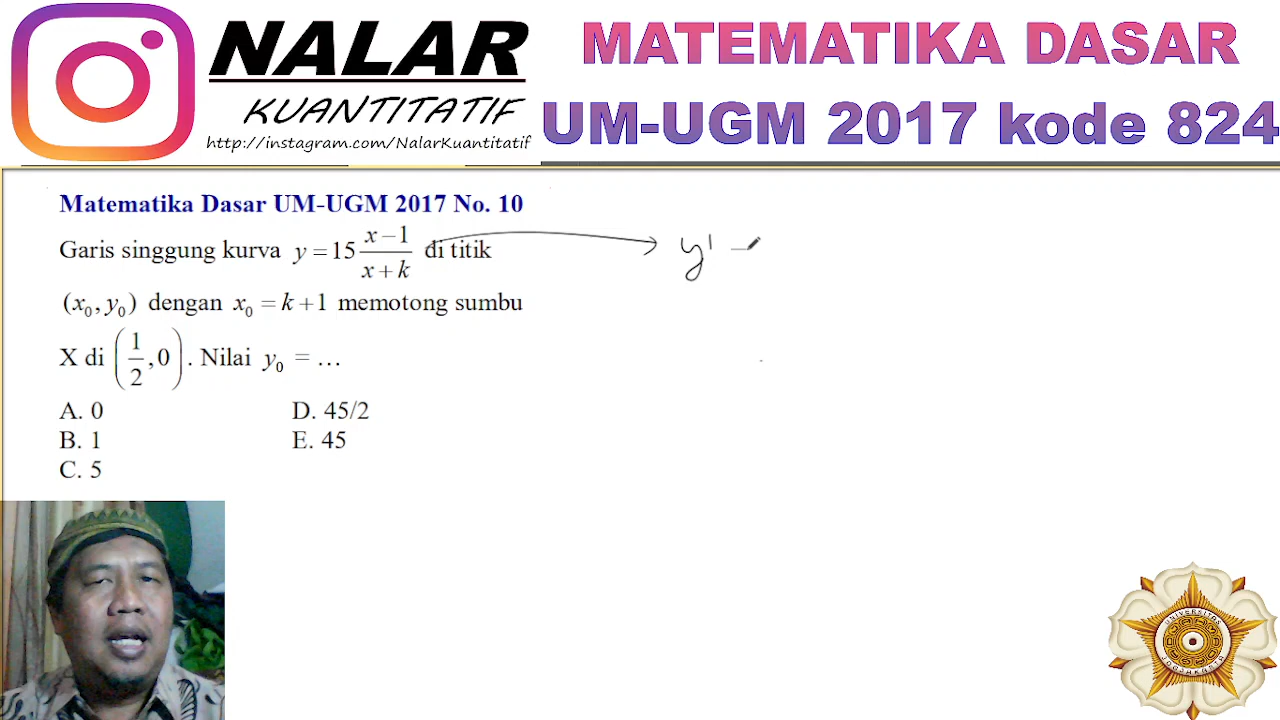 NALAR
KUANTITATIF
http://instagram.com/NalarKuantitatif
MATEMATIKA DASAR
UM-UGM 2017 kode 824
Matematika Dasar UM-UGM 2017 No. 10
Garis singgung kurva y = 15 (x − 1)/(x + k) di titik
(x₀, y₀) dengan x₀ = k + 1 memotong sumbu
X di (1/2, 0). Nilai y₀ = …
A. 0
B. 1
C. 5
D. 45/2
E. 45
y'
UNIVERSITAS